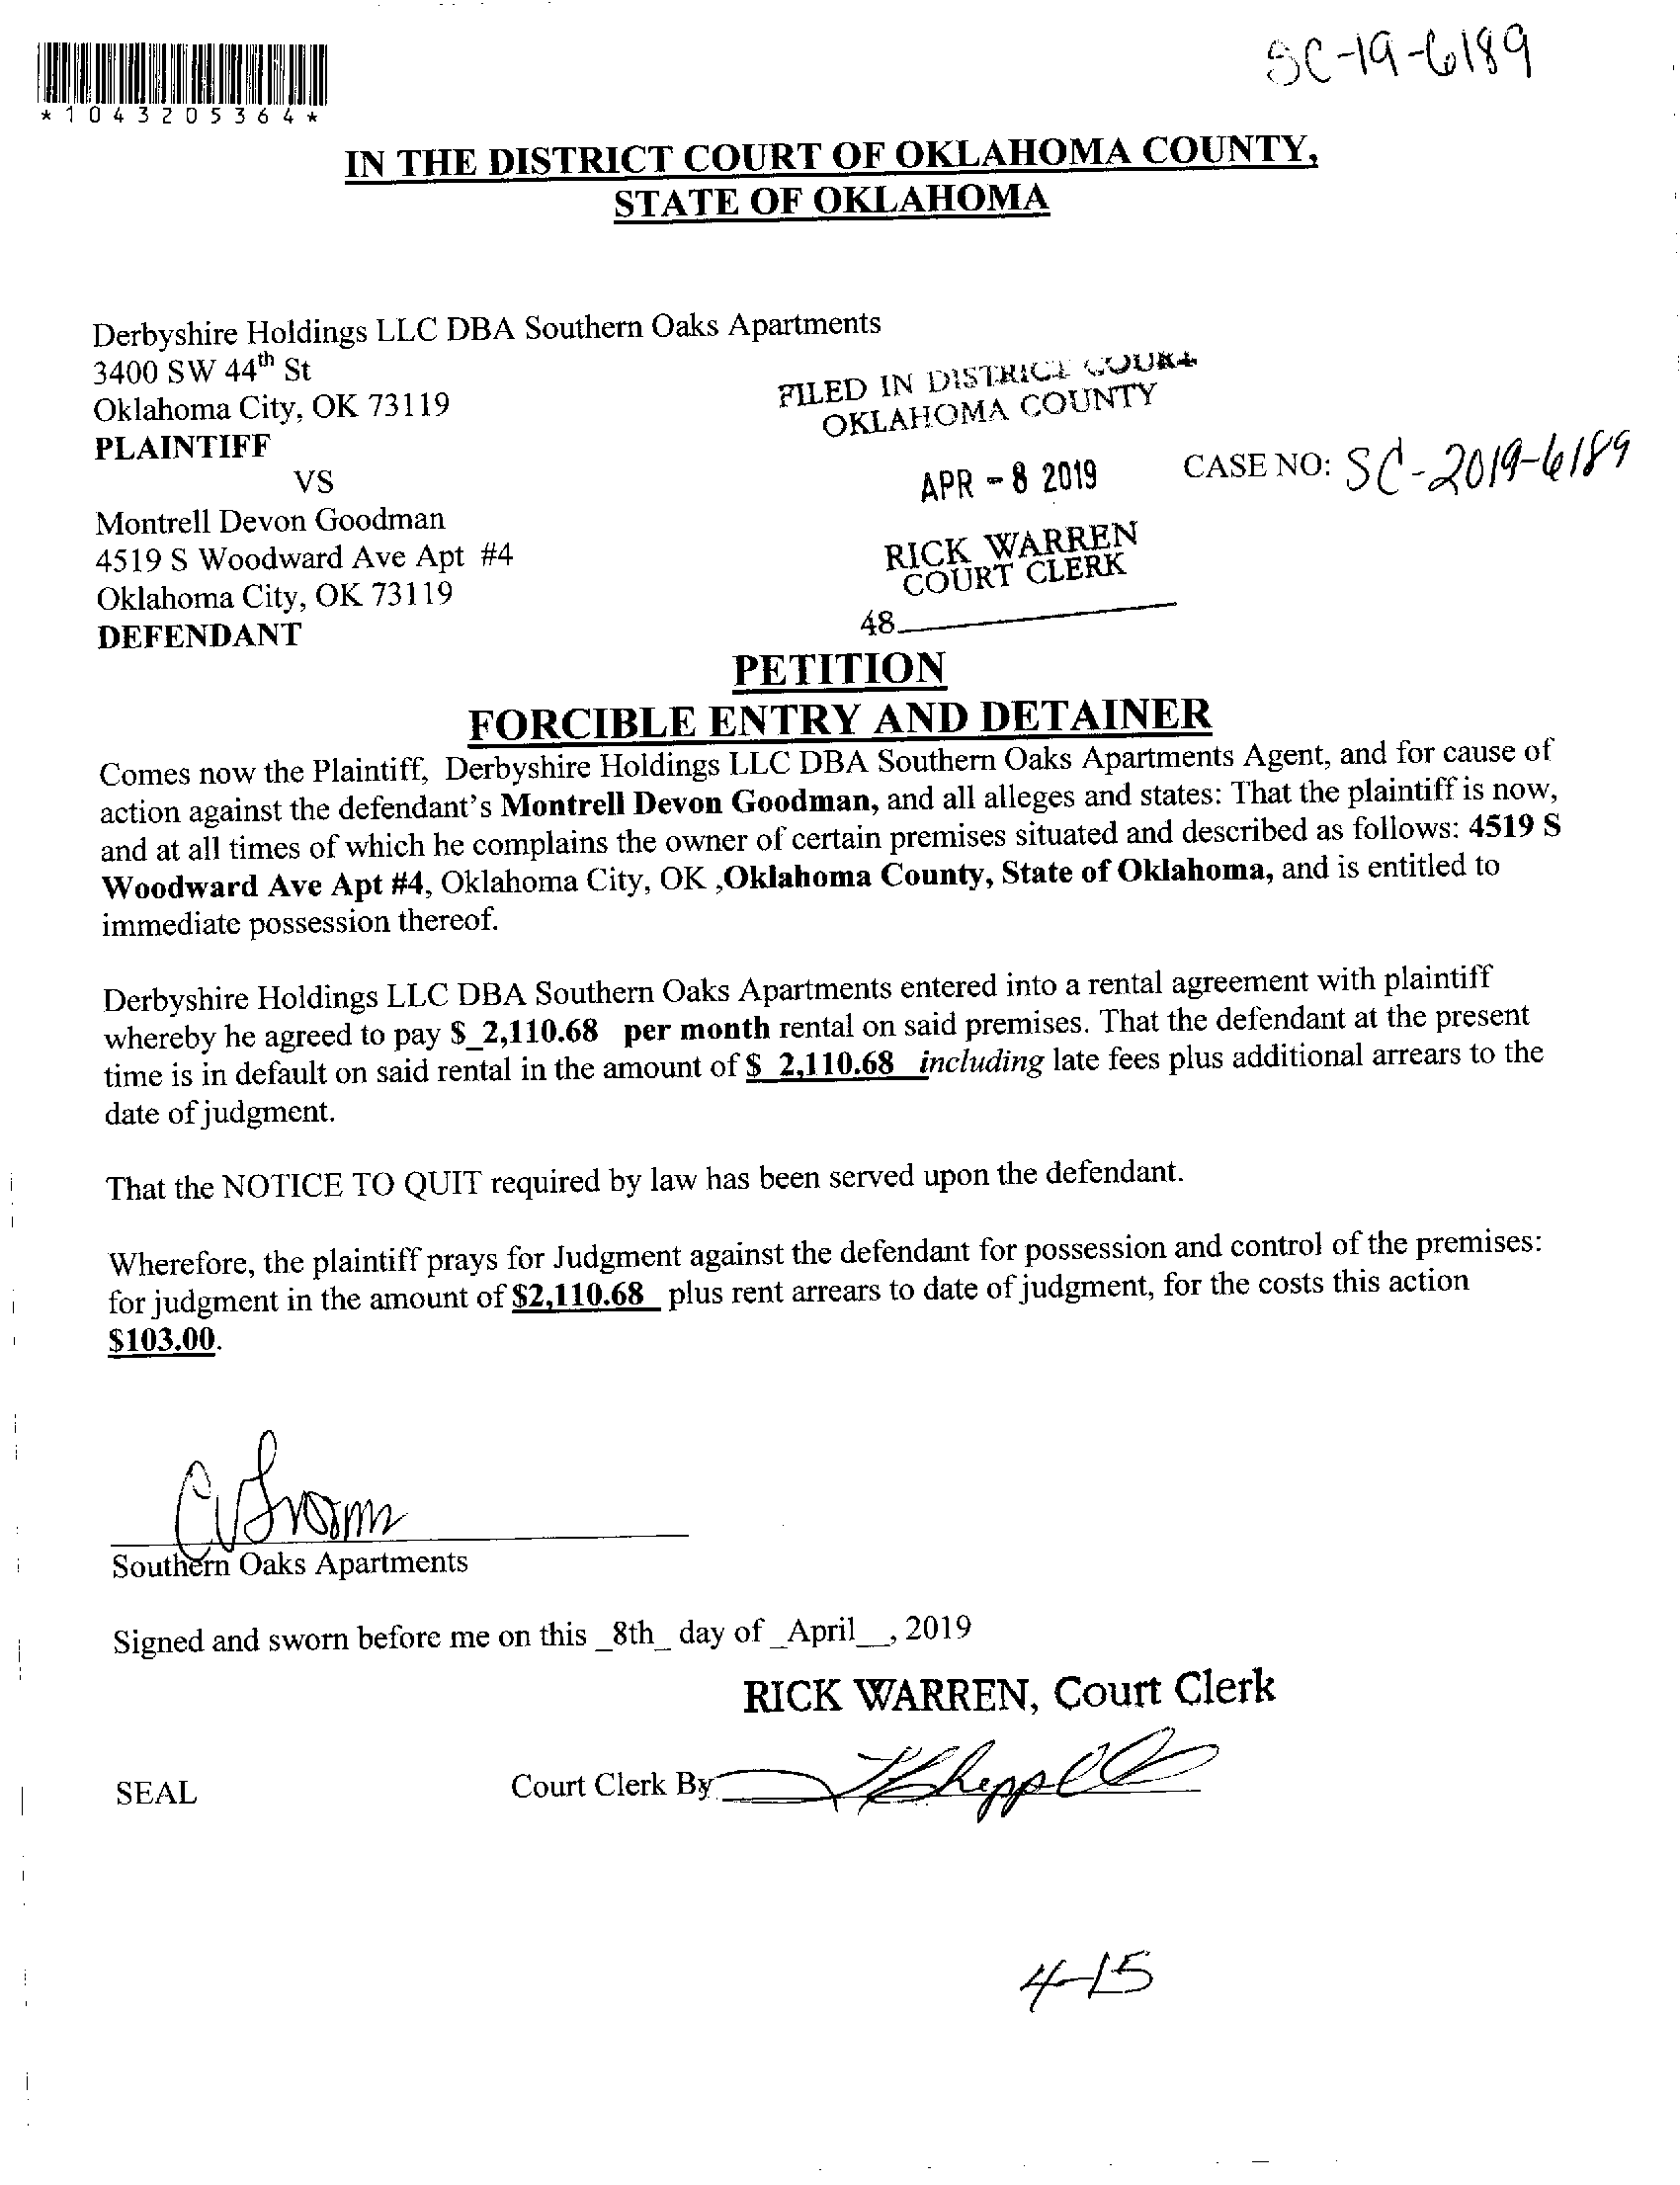 SC-19-6189
*1043205364*
IN THE DISTRICT COURT OF OKLAHOMA COUNTY,
STATE OF OKLAHOMA
Derbyshire Holdings LLC DBA Southern Oaks Apartments
3400 SW 44th St
Oklahoma City, OK 73119
PLAINTIFF
VS
Montrell Devon Goodman
4519 S Woodward Ave Apt #4
Oklahoma City, OK 73119
DEFENDANT
FILED IN DISTRICT COURT
OKLAHOMA COUNTY
APR - 8 2019
CASE NO: SC-2019-6189
RICK WARREN
COURT CLERK
48
PETITION
FORCIBLE ENTRY AND DETAINER
Comes now the Plaintiff, Derbyshire Holdings LLC DBA Southern Oaks Apartments Agent, and for cause of
action against the defendant's Montrell Devon Goodman, and all alleges and states: That the plaintiff is now,
and at all times of which he complains the owner of certain premises situated and described as follows: 4519 S
Woodward Ave Apt #4, Oklahoma City, OK ,Oklahoma County, State of Oklahoma, and is entitled to
immediate possession thereof.
Derbyshire Holdings LLC DBA Southern Oaks Apartments entered into a rental agreement with plaintiff
whereby he agreed to pay $_2,110.68 per month rental on said premises. That the defendant at the present
time is in default on said rental in the amount of $ 2,110.68 including late fees plus additional arrears to the
date of judgment.
That the NOTICE TO QUIT required by law has been served upon the defendant.
Wherefore, the plaintiff prays for Judgment against the defendant for possession and control of the premises:
for judgment in the amount of $2,110.68 plus rent arrears to date of judgment, for the costs this action
$103.00.
Southern Oaks Apartments
Signed and sworn before me on this _8th_ day of _April__, 2019
RICK WARREN, Court Clerk
SEAL
Court Clerk By
4-15